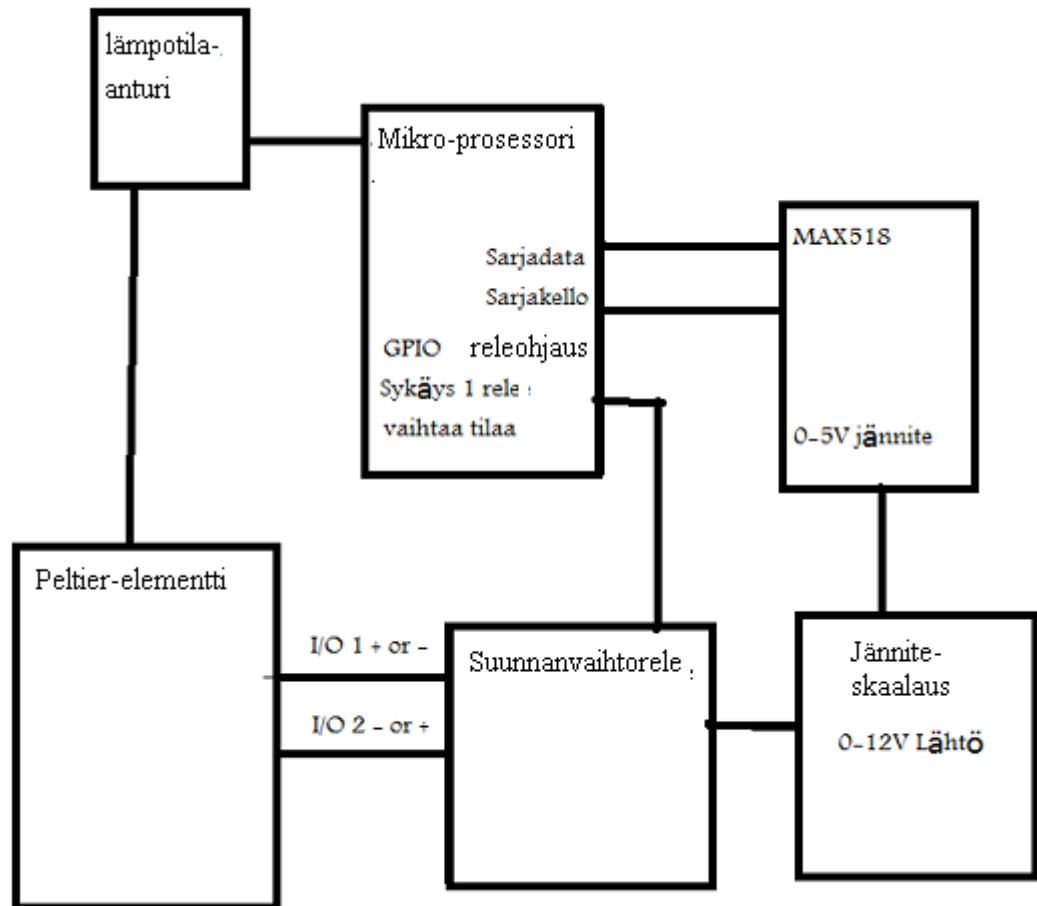 lämpotila-
anturi
Mikro-prosessori
Sarjadata
Sarjakello
GPIO releohjaus
Sykäys 1 rele
vaihtaa tilaa
MAX518
0-5V jännite
Peltier-elementti
I/O 1 + or -
I/O 2 - or +
Suunnanvaihtorele
Jännite-
skaalaus
0-12V Lähtö